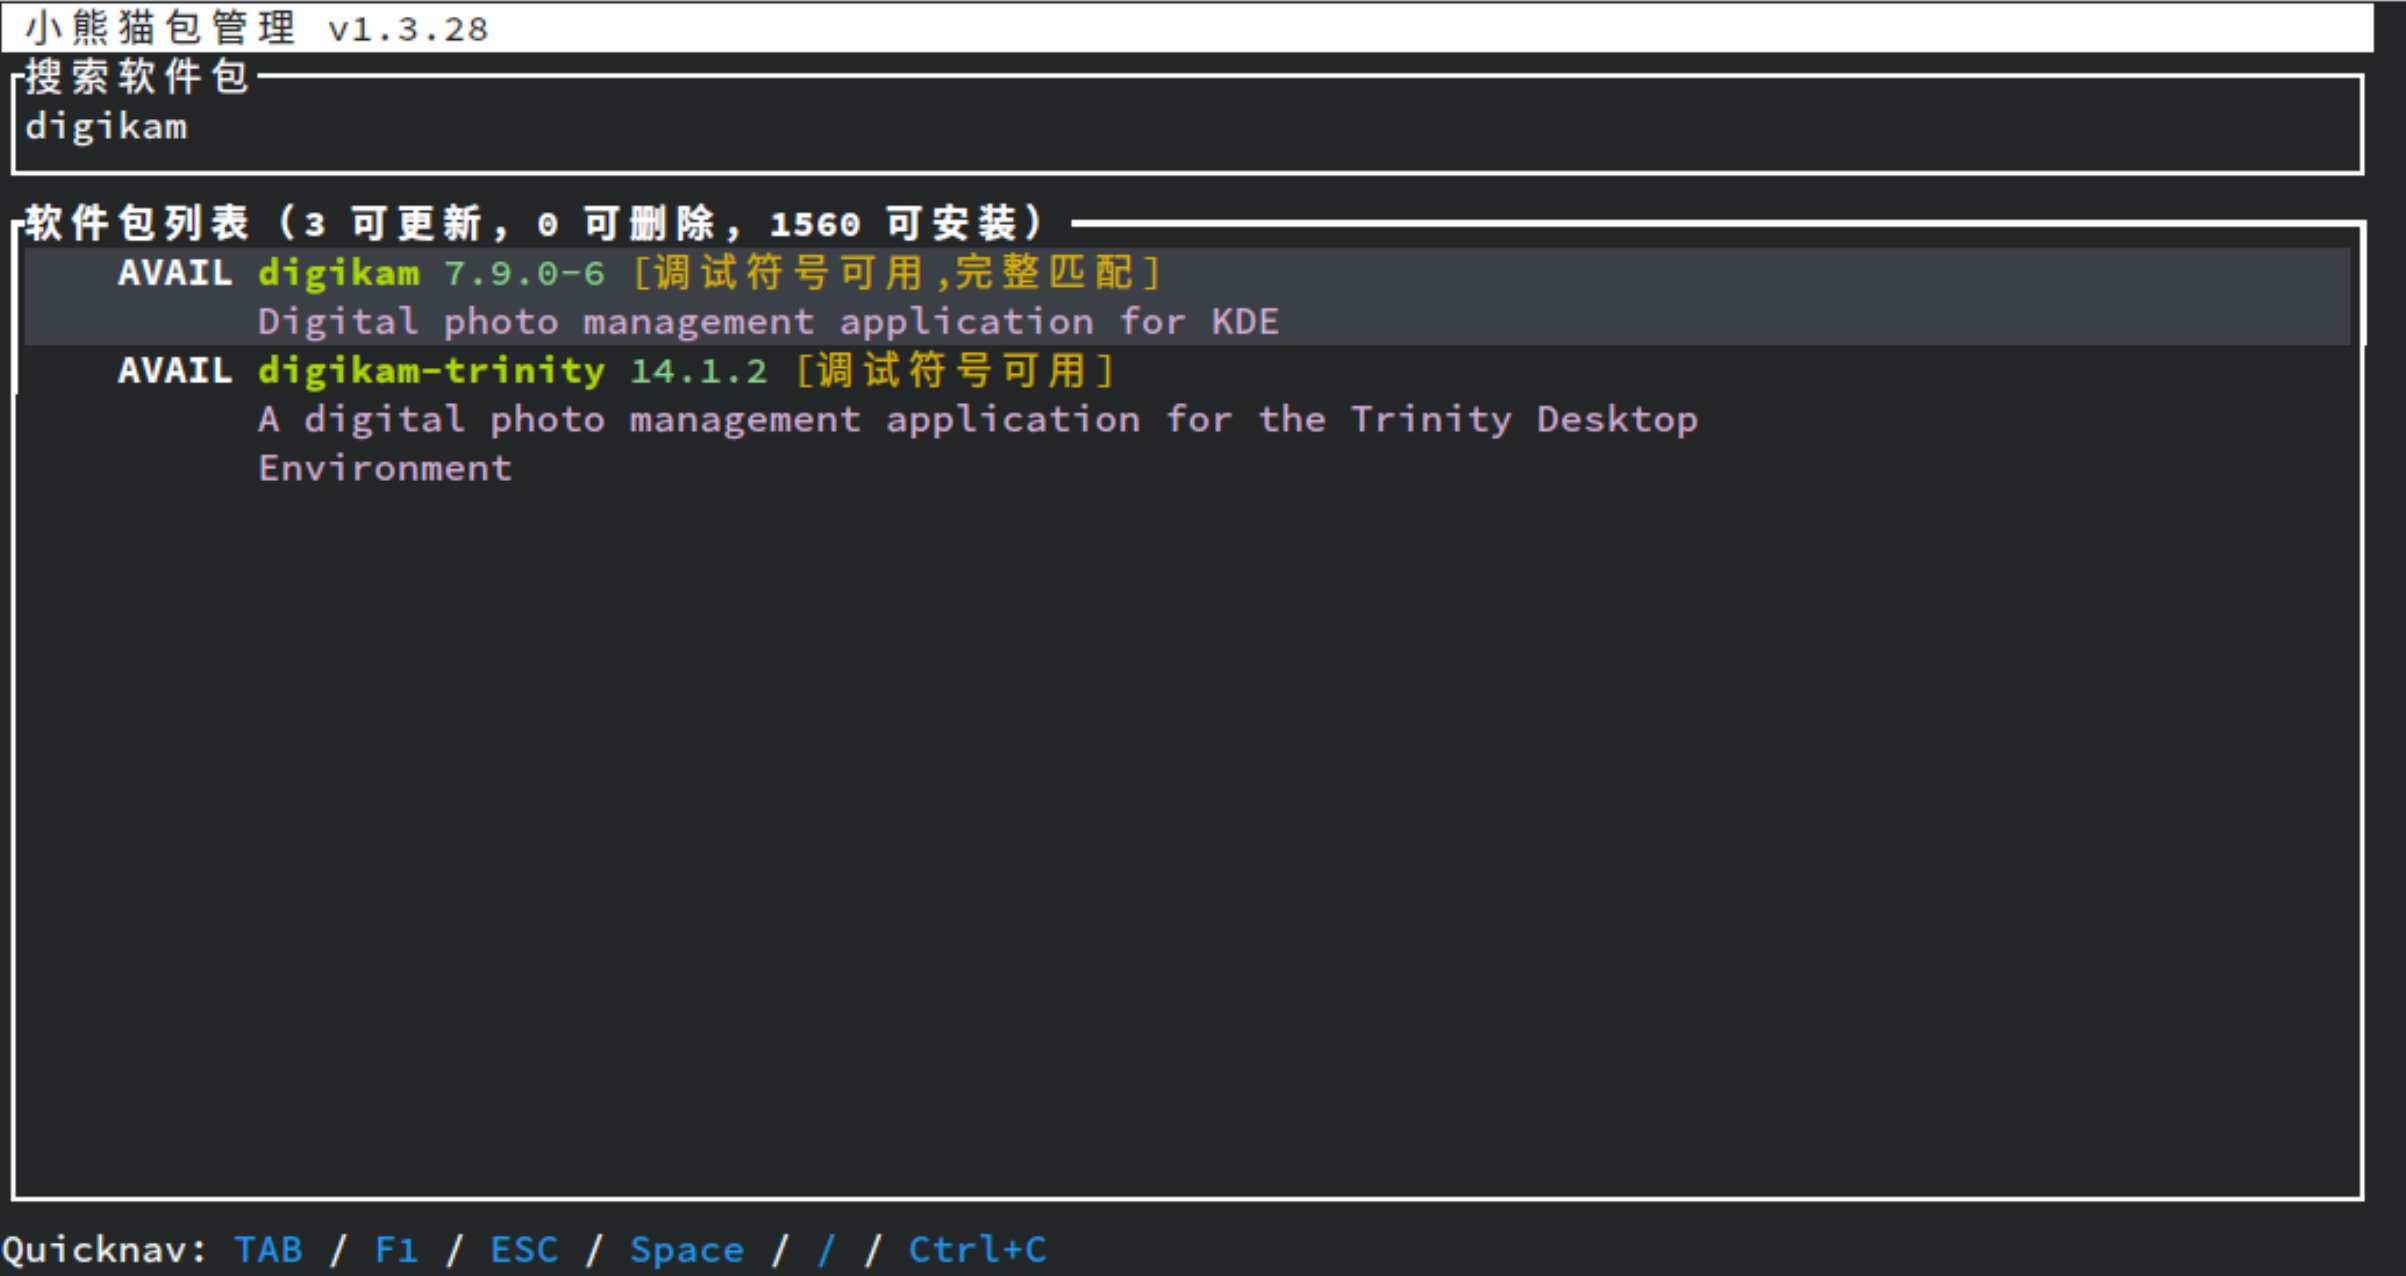 小熊猫包管理 v1.3.28
搜索软件包
digikam
软件包列表（3 可更新，0 可删除，1560 可安装）
AVAIL digikam 7.9.0-6 [调试符号可用,完整匹配]
Digital photo management application for KDE
AVAIL digikam-trinity 14.1.2 [调试符号可用]
A digital photo management application for the Trinity Desktop
Environment
Quicknav: TAB / F1 / ESC / Space / / / Ctrl+C